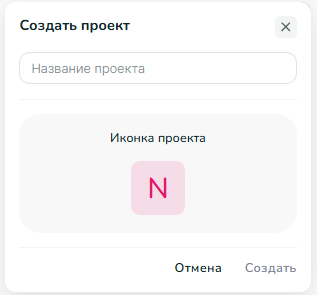 Создать проект
Название проекта
Иконка проекта
N
Отмена
Создать